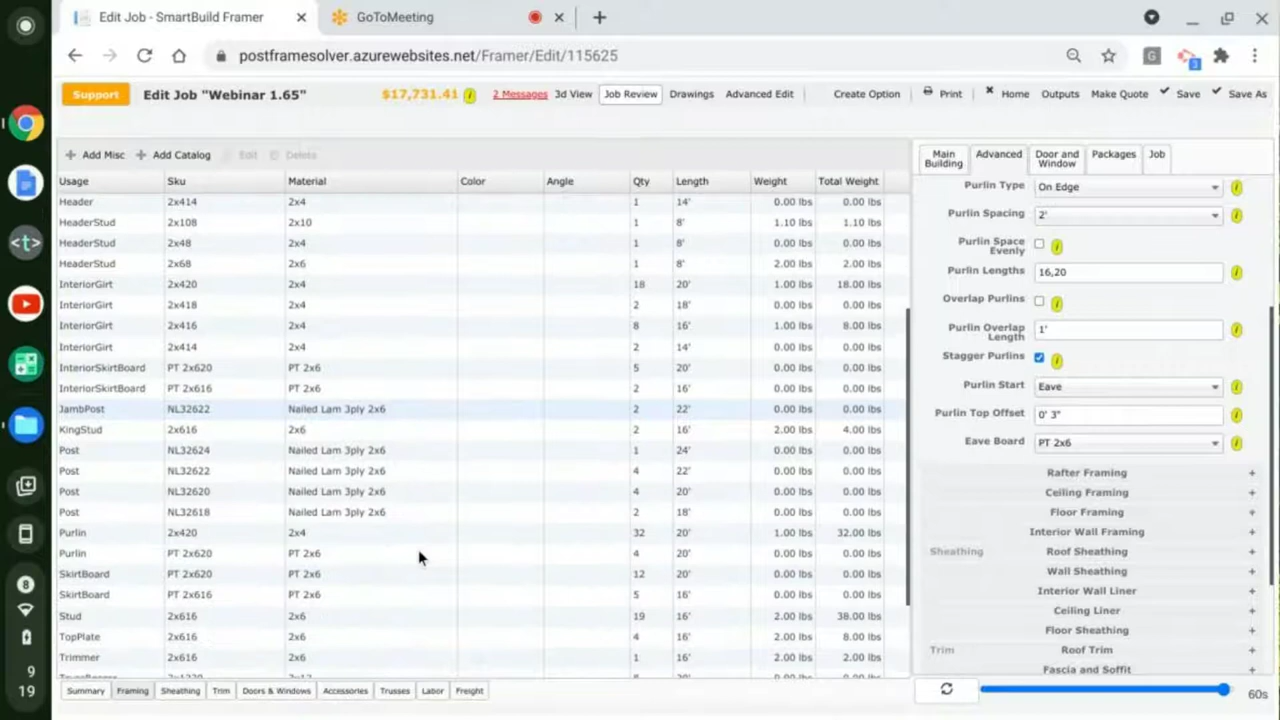 Edit Job - SmartBuild Framer
GoToMeeting
postframesolver.azurewebsites.net/Framer/Edit/115625
G
3
Support Edit Job "Webinar 1.65" $17,731.41 i 2 Messages 3d View Job Review Drawings Advanced Edit Create Option Print Home Outputs Make Quote Save Save As
Add Misc Add Catalog Edit Delete
Usage Sku Material Color Angle Qty Length Weight Total Weight
Header 2x414 2x4 1 14' 0.00 lbs 0.00 lbs
HeaderStud 2x108 2x10 1 8' 1.10 lbs 1.10 lbs
HeaderStud 2x48 2x4 1 8' 0.00 lbs 0.00 lbs
HeaderStud 2x68 2x6 1 8' 2.00 lbs 2.00 lbs
InteriorGirt 2x420 2x4 18 20' 1.00 lbs 18.00 lbs
InteriorGirt 2x418 2x4 2 18' 0.00 lbs 0.00 lbs
InteriorGirt 2x416 2x4 8 16' 1.00 lbs 8.00 lbs
InteriorGirt 2x414 2x4 2 14' 0.00 lbs 0.00 lbs
InteriorSkirtBoard PT 2x620 PT 2x6 5 20' 0.00 lbs 0.00 lbs
InteriorSkirtBoard PT 2x616 PT 2x6 2 16' 0.00 lbs 0.00 lbs
JambPost NL32622 Nailed Lam 3ply 2x6 2 22' 0.00 lbs 0.00 lbs
KingStud 2x616 2x6 2 16' 2.00 lbs 4.00 lbs
Post NL32624 Nailed Lam 3ply 2x6 1 24' 0.00 lbs 0.00 lbs
Post NL32622 Nailed Lam 3ply 2x6 4 22' 0.00 lbs 0.00 lbs
Post NL32620 Nailed Lam 3ply 2x6 4 20' 0.00 lbs 0.00 lbs
Post NL32618 Nailed Lam 3ply 2x6 2 18' 0.00 lbs 0.00 lbs
Purlin 2x420 2x4 32 20' 1.00 lbs 32.00 lbs
Purlin PT 2x620 PT 2x6 4 20' 0.00 lbs 0.00 lbs
SkirtBoard PT 2x620 PT 2x6 12 20' 0.00 lbs 0.00 lbs
SkirtBoard PT 2x616 PT 2x6 5 16' 0.00 lbs 0.00 lbs
Stud 2x616 2x6 19 16' 2.00 lbs 38.00 lbs
TopPlate 2x616 2x6 4 16' 2.00 lbs 8.00 lbs
Trimmer 2x616 2x6 1 16' 2.00 lbs 2.00 lbs
Summary Framing Sheathing Trim Doors & Windows Accessories Trusses Labor Freight
Main Building Advanced Door and Window Packages Job
Purlin Type On Edge i
Purlin Spacing 2' i
Purlin Space Evenly i
Purlin Lengths 16,20 i
Overlap Purlins i
Purlin Overlap Length 1' i
Stagger Purlins i
Purlin Start Eave i
Purlin Top Offset 0' 3" i
Eave Board PT 2x6 i
Rafter Framing +
Ceiling Framing +
Floor Framing +
Interior Wall Framing +
Sheathing Roof Sheathing +
Wall Sheathing +
Interior Wall Liner +
Ceiling Liner +
Floor Sheathing +
Trim Roof Trim +
Fascia and Soffit +
60s
<t>
8
9
19